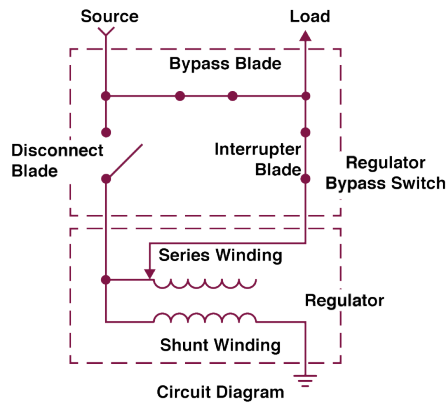 Source
Load
Bypass Blade
Disconnect
Blade
Interrupter
Blade
Regulator
Bypass Switch
Series Winding
Regulator
Shunt Winding
Circuit Diagram